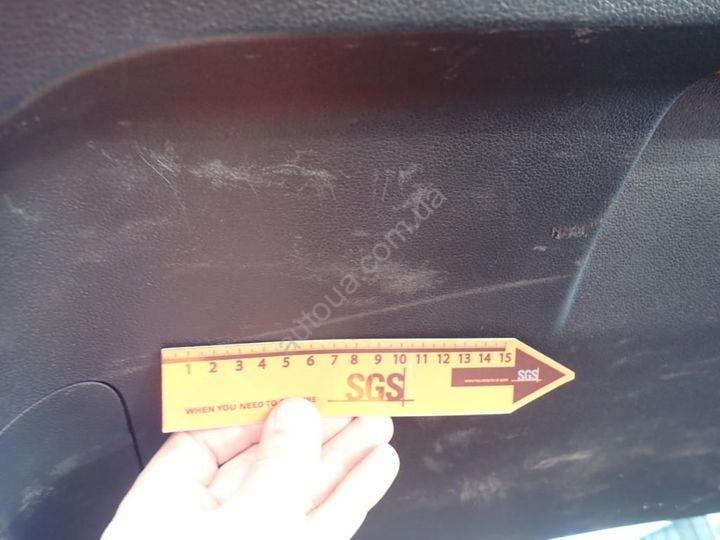 autoua.com.ua
1 2 3 4 5 6 7 8 9 10 11 12 13 14 15
SGS
SGS
WHEN YOU NEED TO